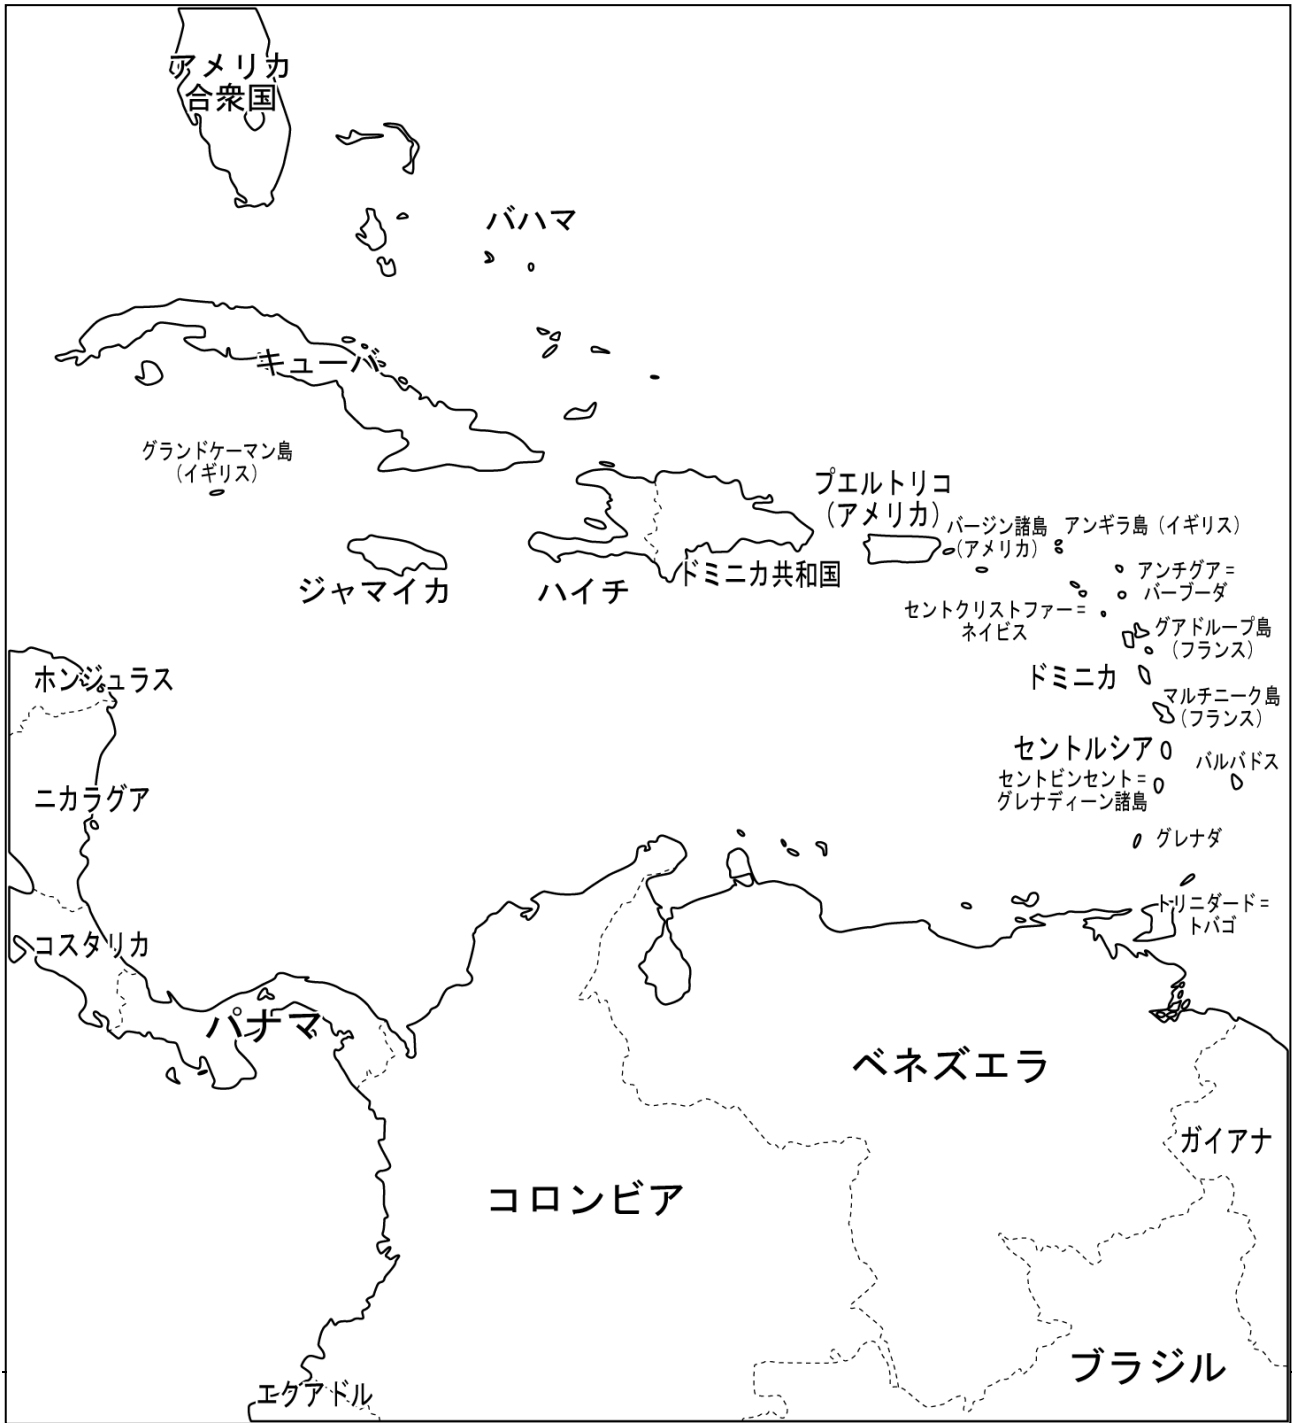 アメリカ
合衆国
バハマ
キューバ
グランドケーマン島
（イギリス）
プエルトリコ
（アメリカ）
バージン諸島
（アメリカ）
アンギラ島（イギリス）
ジャマイカ
ハイチ
ドミニカ共和国
アンチグア＝
バーブーダ
セントクリストファー＝
ネイビス
グアドループ島
（フランス）
ドミニカ
ホンジュラス
マルチニーク島
（フランス）
セントルシア
バルバドス
セントビンセント＝
グレナディーン諸島
ニカラグア
グレナダ
トリニダード＝
トバゴ
コスタリカ
パナマ
ベネズエラ
ガイアナ
コロンビア
ブラジル
エクアドル